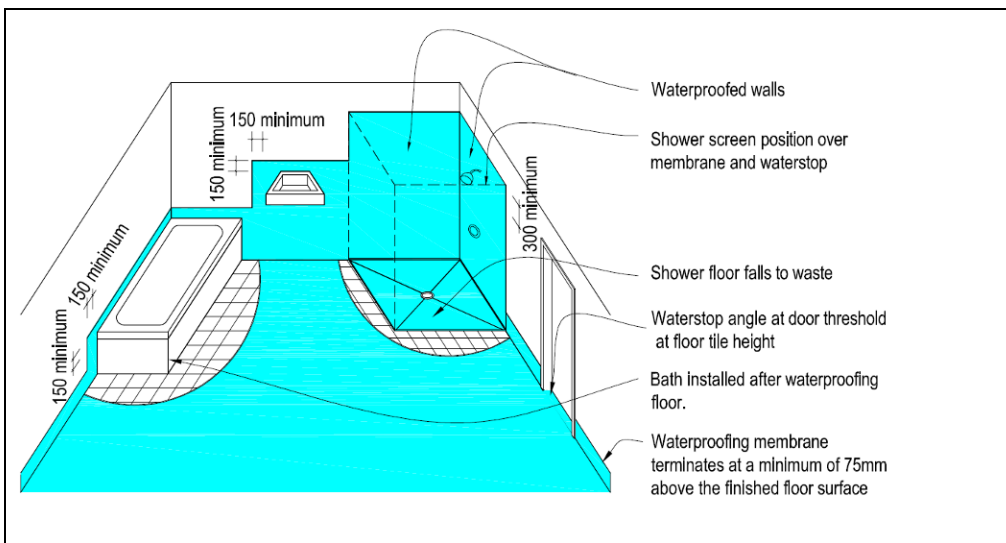 150 minimum
150 minimum
150 minimum
150 minimum
300 minimum
Waterproofed walls
Shower screen position over
membrane and waterstop
Shower floor falls to waste
Waterstop angle at door threshold
at floor tile height
Bath installed after waterproofing
floor.
Waterproofing membrane
terminates at a minimum of 75mm
above the finished floor surface